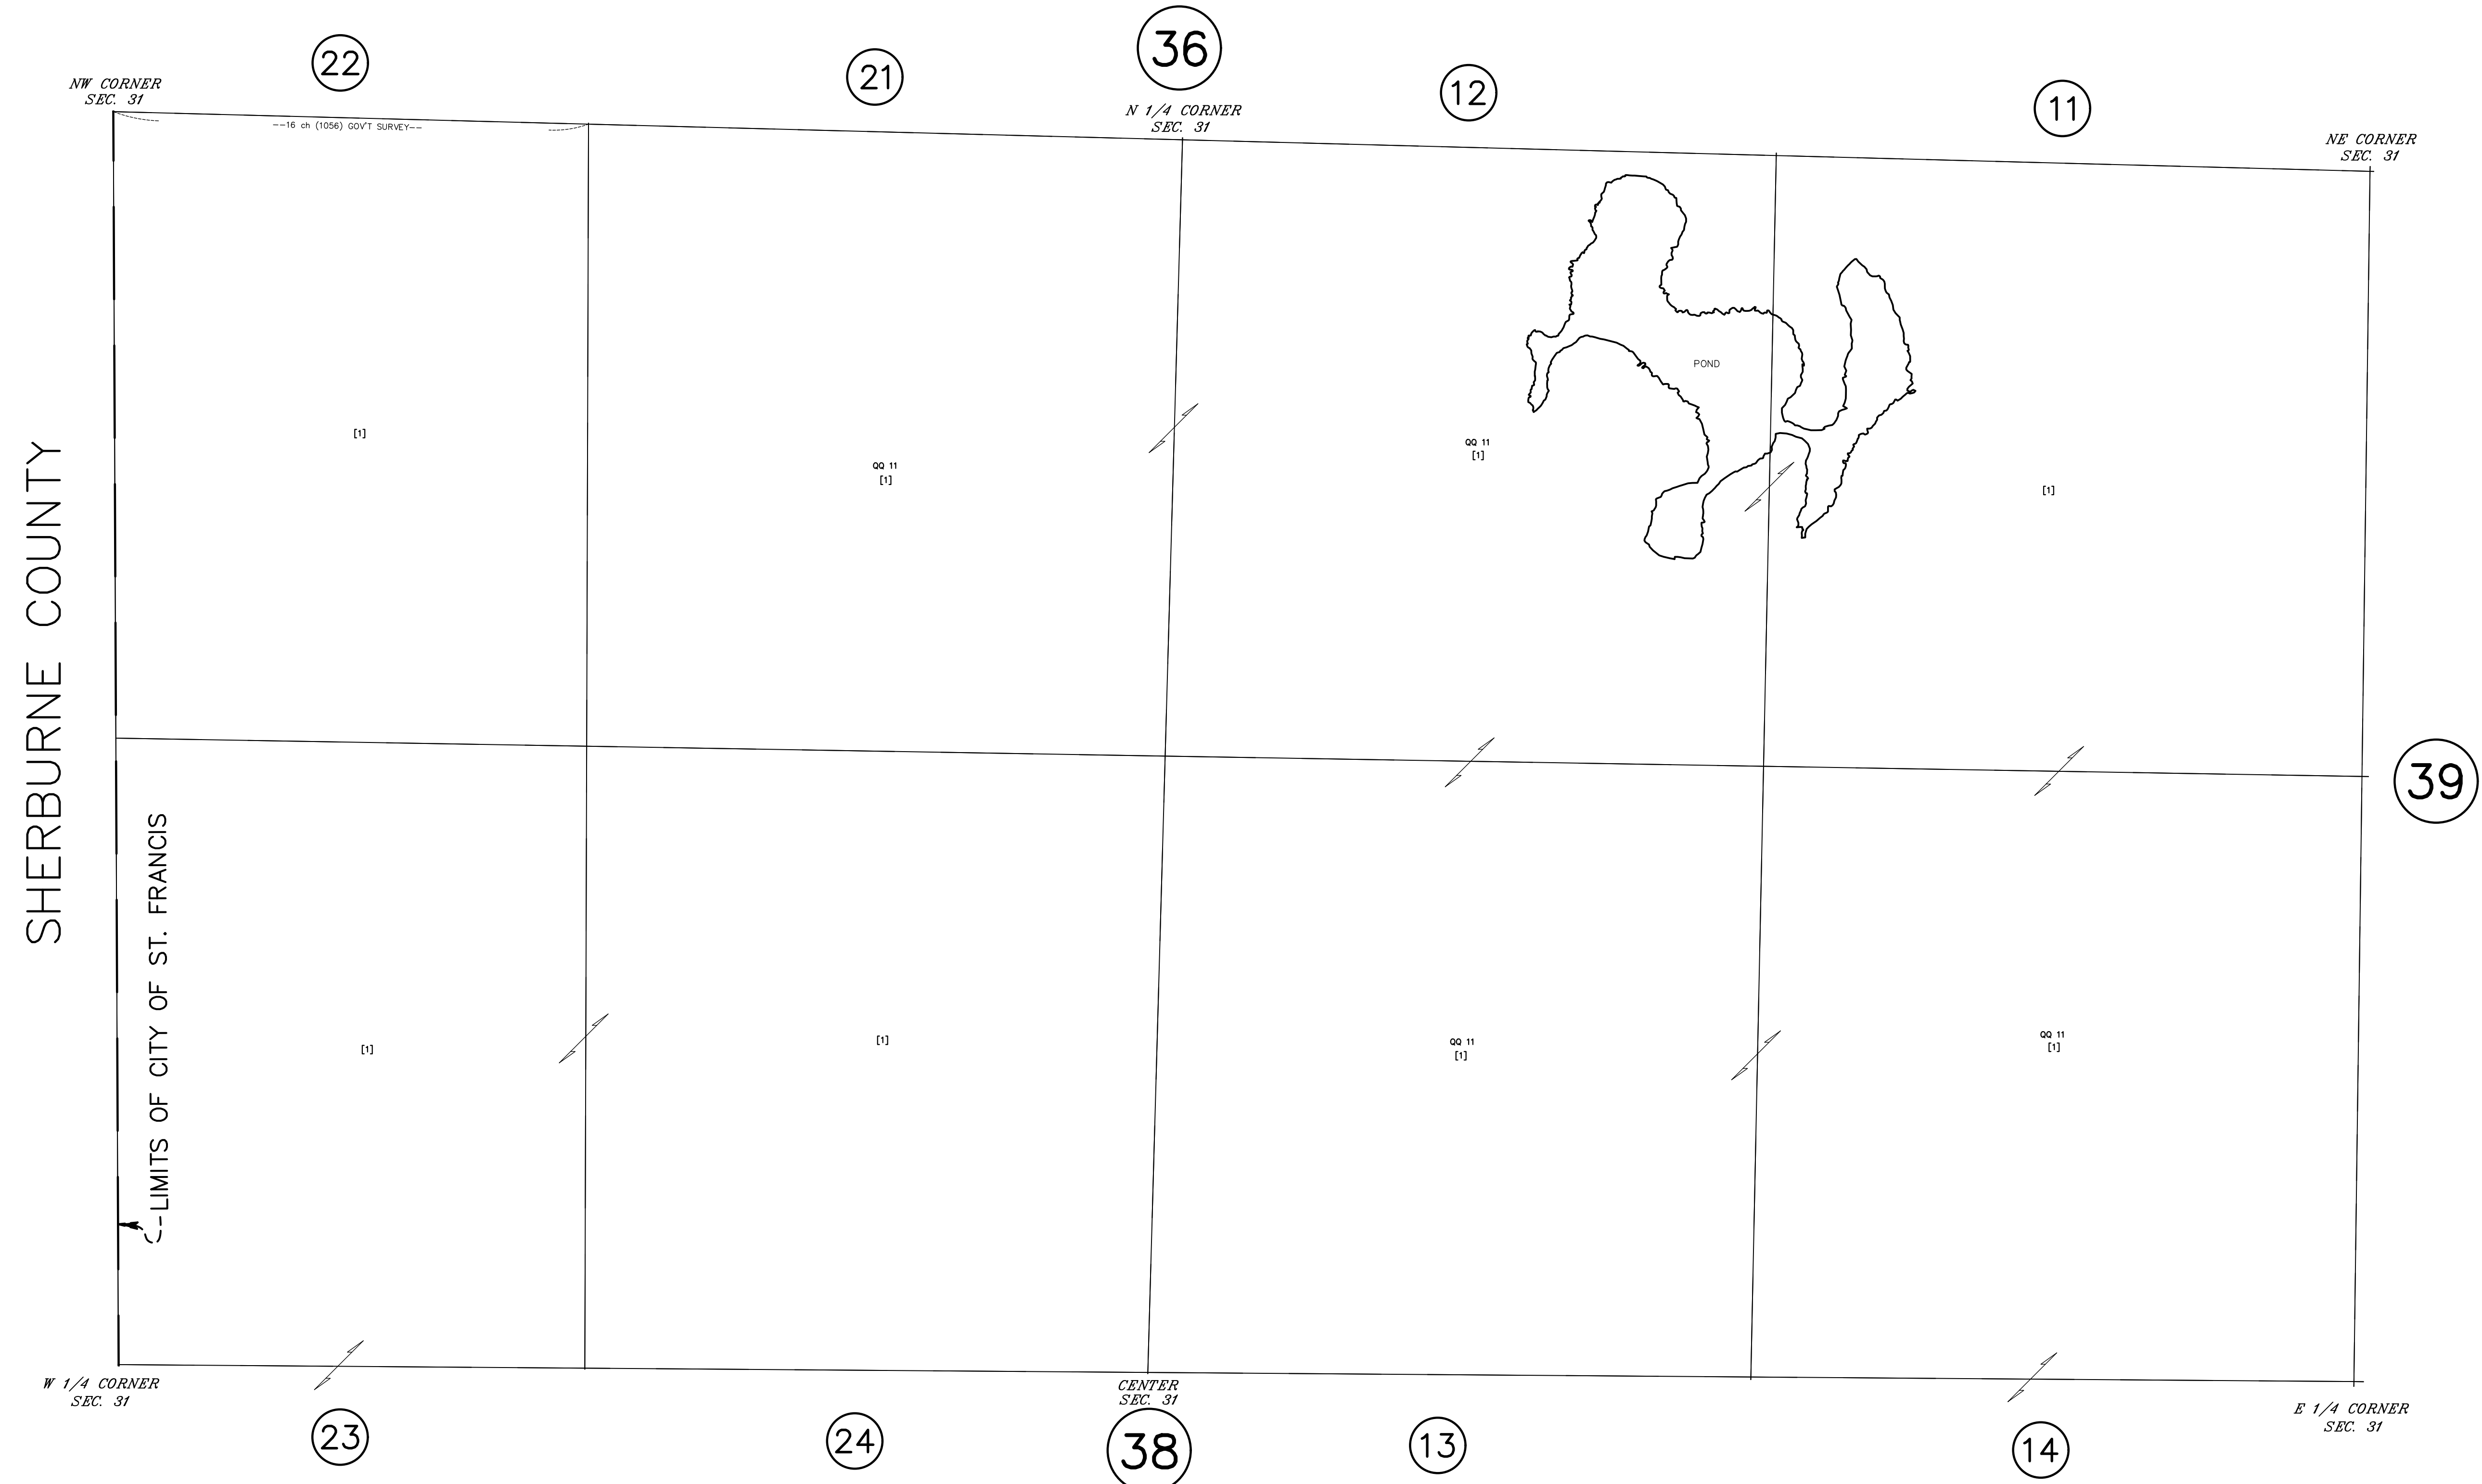 36
22
21
12
11
NW CORNER
SEC. 31
N 1/4 CORNER
SEC. 31
NE CORNER
SEC. 31
--16 ch (1056) GOV'T SURVEY--
POND
[1]
QQ 11
[1]
QQ 11
[1]
[1]
SHERBURNE COUNTY
39
LIMITS OF CITY OF ST. FRANCIS
[1]
[1]
QQ 11
[1]
QQ 11
[1]
W 1/4 CORNER
SEC. 31
CENTER
SEC. 31
E 1/4 CORNER
SEC. 31
23
24
38
13
14